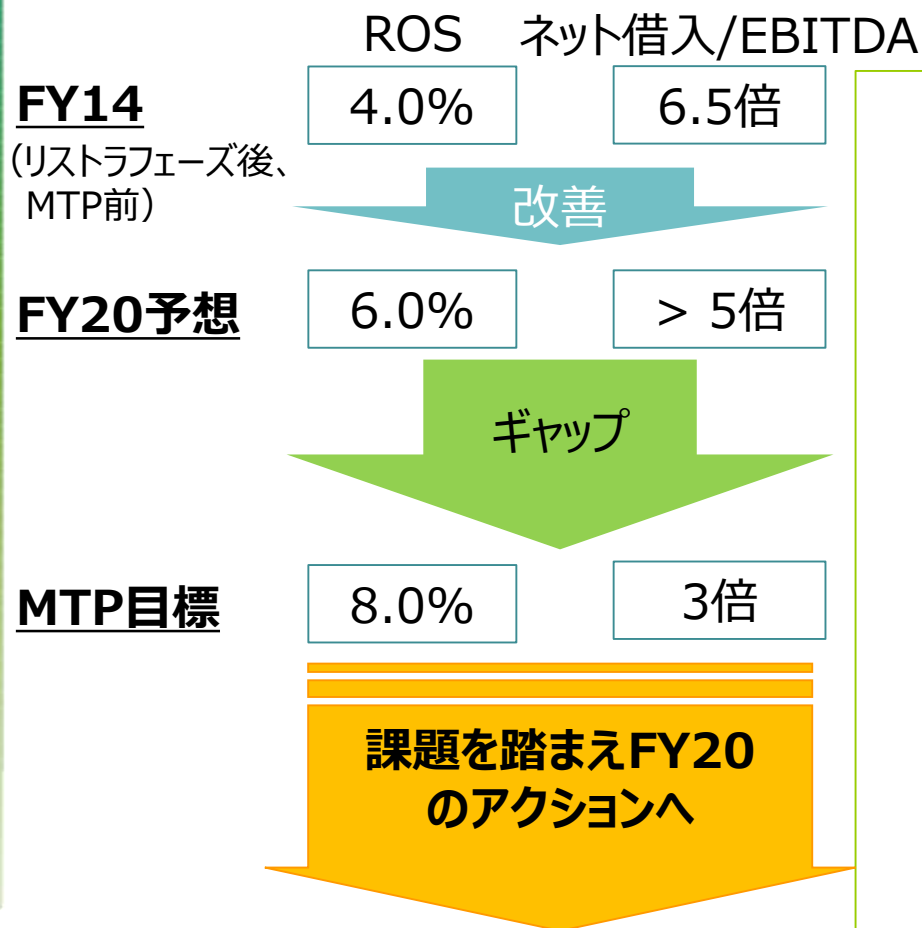 ROS ネット借入/EBITDA
FY14 4.0% 6.5倍
(リストラフェーズ後、
MTP前)
改善
FY20予想 6.0% > 5倍
ギャップ
MTP目標 8.0% 3倍
課題を踏まえFY20
のアクションへ